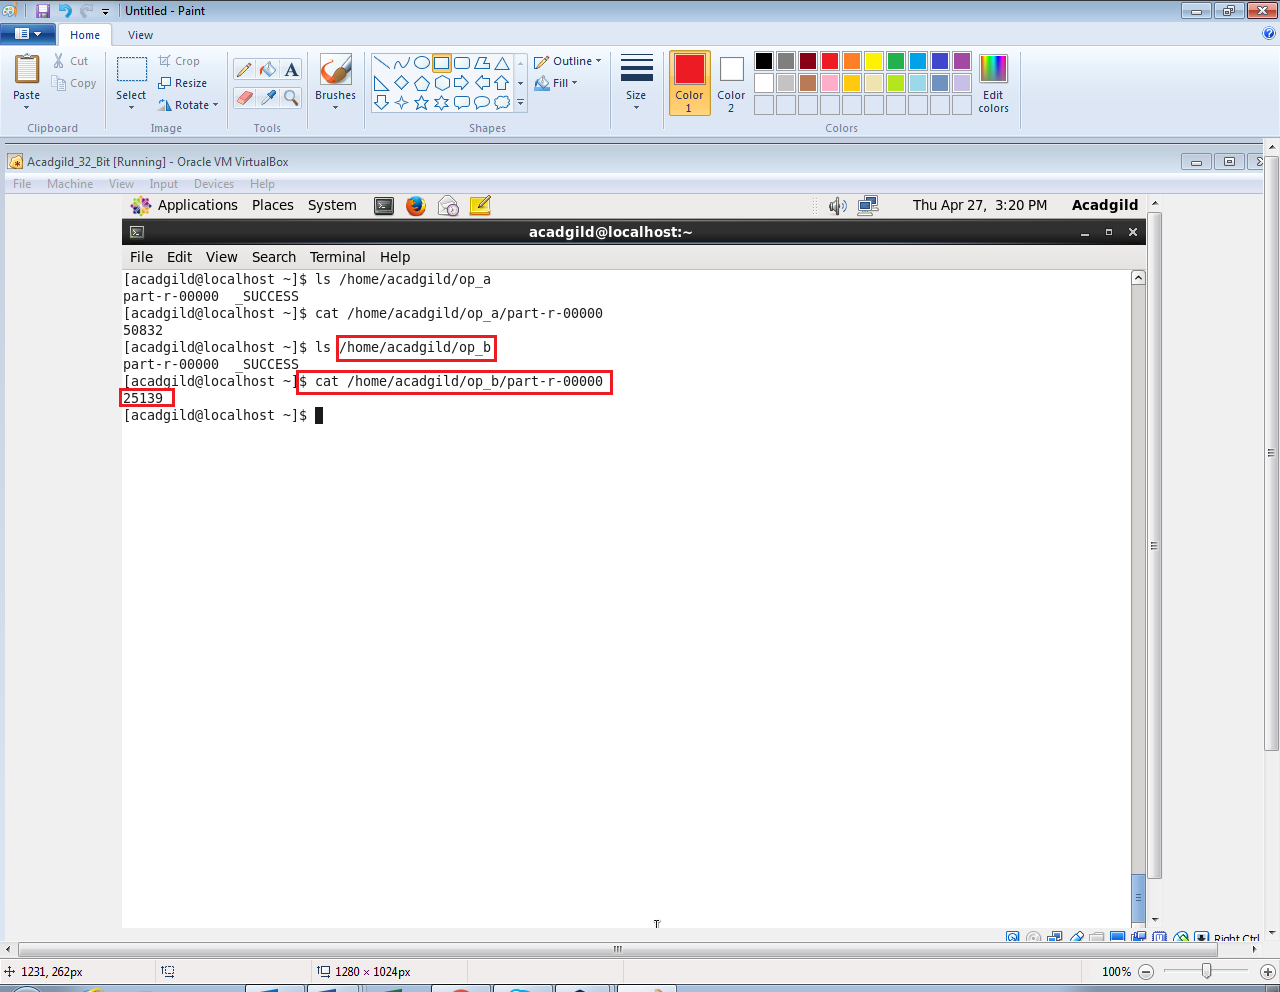 Untitled - Paint
Home View
Paste Cut Copy Clipboard
Select Crop Resize Rotate Image
A Tools
Brushes
Outline Fill Shapes
Size
Color 1 Color 2 Edit colors Colors
Acadgild_32_Bit [Running] - Oracle VM VirtualBox
File Machine View Input Devices Help
Applications Places System Thu Apr 27, 3:20 PM Acadgild
acadgild@localhost:~
File Edit View Search Terminal Help
[acadgild@localhost ~]$ ls /home/acadgild/op_a
part-r-00000  _SUCCESS
[acadgild@localhost ~]$ cat /home/acadgild/op_a/part-r-00000
50832
[acadgild@localhost ~]$ ls /home/acadgild/op_b
part-r-00000  _SUCCESS
[acadgild@localhost ~]$ cat /home/acadgild/op_b/part-r-00000
25139
[acadgild@localhost ~]$
Right Ctrl
1231, 262px 1280 × 1024px 100%